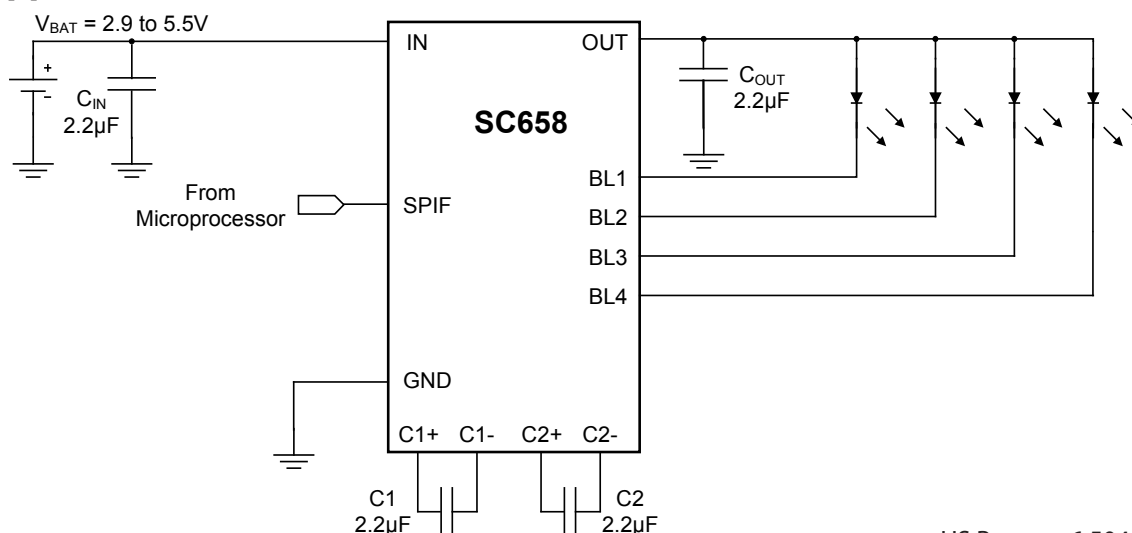 VBAT = 2.9 to 5.5V
IN
OUT
+
-
CIN
2.2µF
COUT
2.2µF
SC658
BL1
From
Microprocessor
SPIF
BL2
BL3
BL4
GND
C1+ C1- C2+ C2-
C1
2.2µF
C2
2.2µF